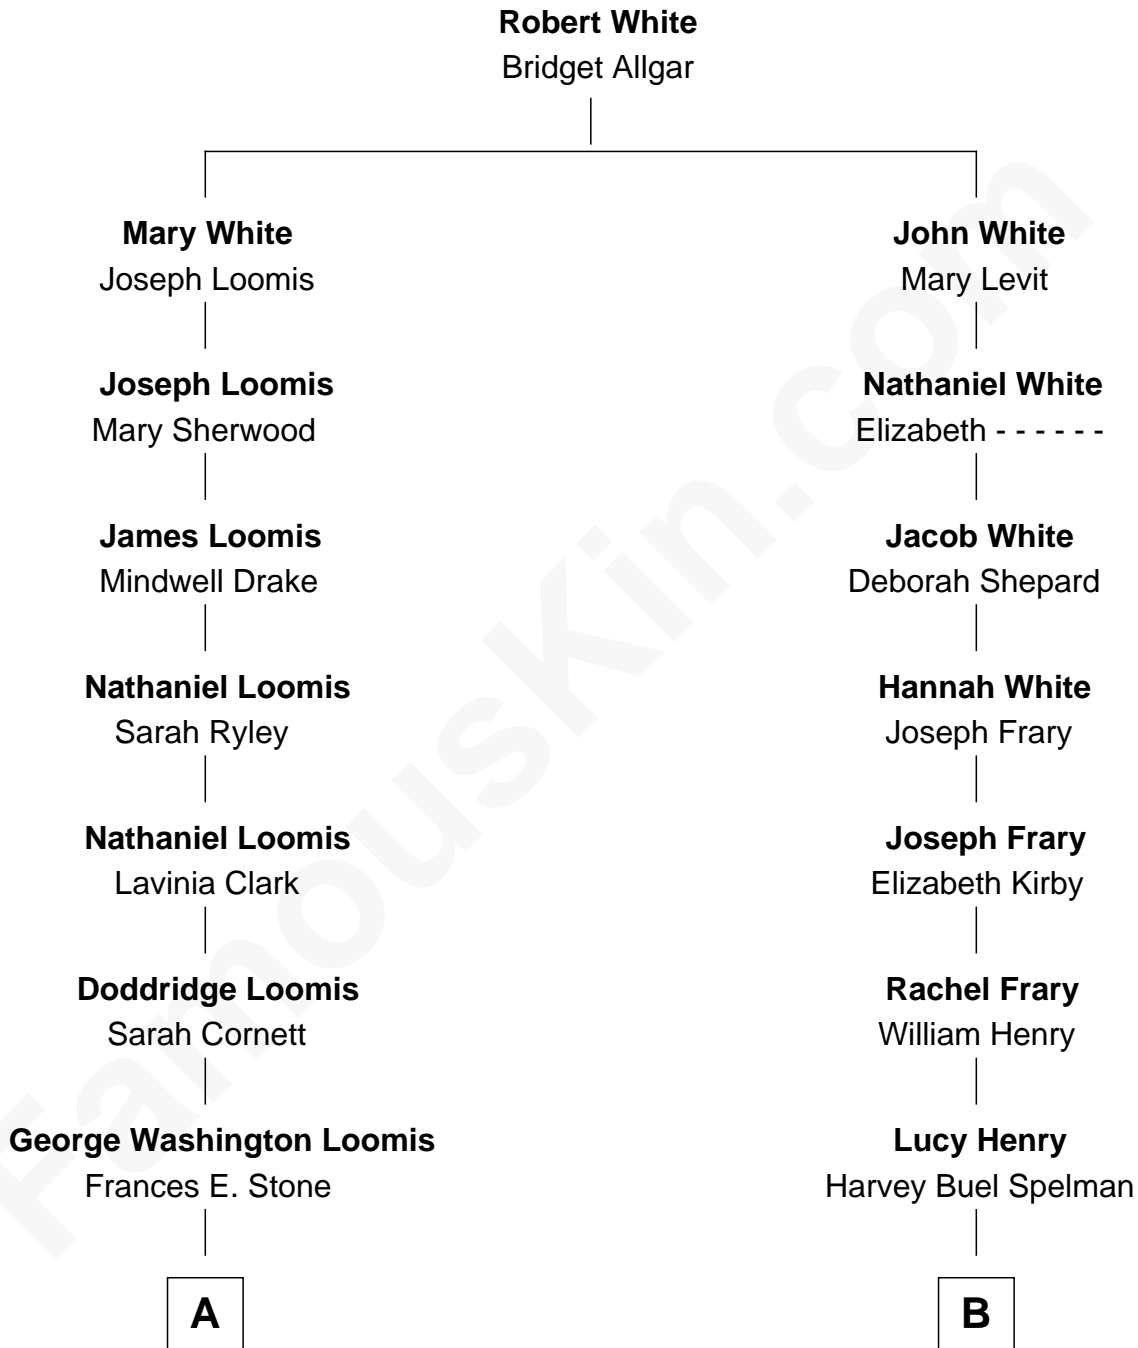 Robert White
Bridget Allgar
Mary White
Joseph Loomis
John White
Mary Levit
Joseph Loomis
Mary Sherwood
Nathaniel White
Elizabeth - - - - - -
James Loomis
Mindwell Drake
Jacob White
Deborah Shepard
Nathaniel Loomis
Sarah Ryley
Hannah White
Joseph Frary
Nathaniel Loomis
Lavinia Clark
Joseph Frary
Elizabeth Kirby
Doddridge Loomis
Sarah Cornett
Rachel Frary
William Henry
George Washington Loomis
Frances E. Stone
Lucy Henry
Harvey Buel Spelman
A
B
FamousKin.com